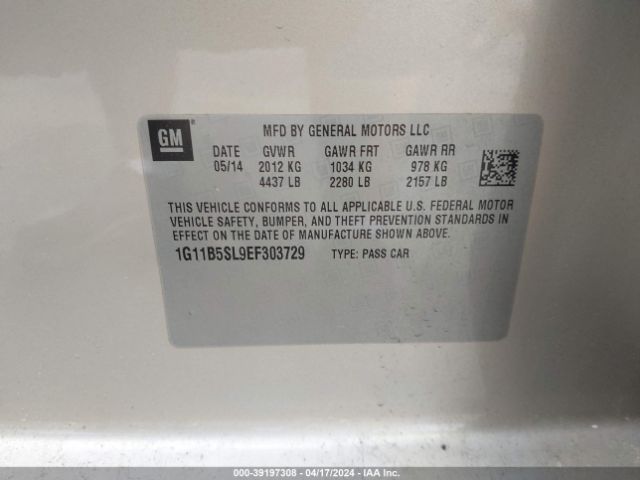 GM
®
MFD BY GENERAL MOTORS LLC
DATE GVWR GAWR FRT GAWR RR
05/14 2012 KG 1034 KG 978 KG
4437 LB 2280 LB 2157 LB
THIS VEHICLE CONFORMS TO ALL APPLICABLE U.S. FEDERAL MOTOR
VEHICLE SAFETY, BUMPER, AND THEFT PREVENTION STANDARDS IN
EFFECT ON THE DATE OF MANUFACTURE SHOWN ABOVE.
1G11B5SL9EF303729 TYPE: PASS CAR
000-39197308 - 04/17/2024 - IAA Inc.